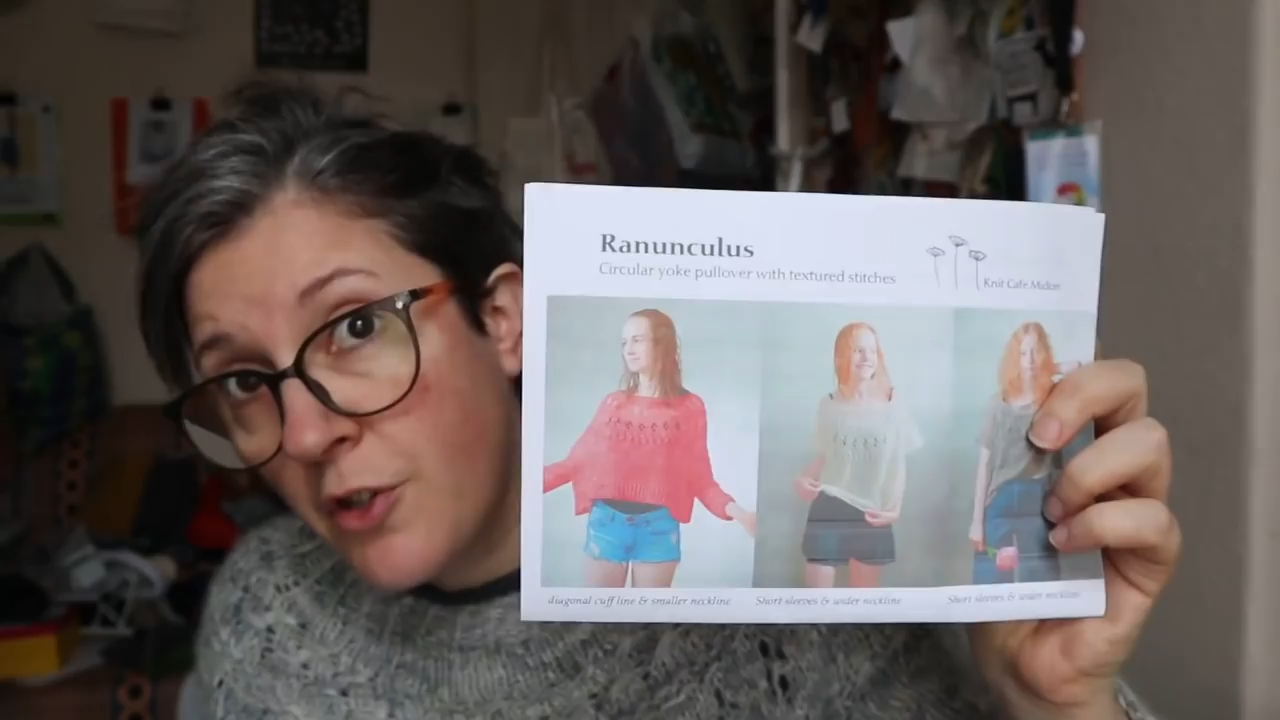 Ranunculus
Circular yoke pullover with textured stitches
Knit Cafe Midori
diagonal cuff line & smaller neckline
Short sleeves & wider neckline
Short sleeves & wider neckline